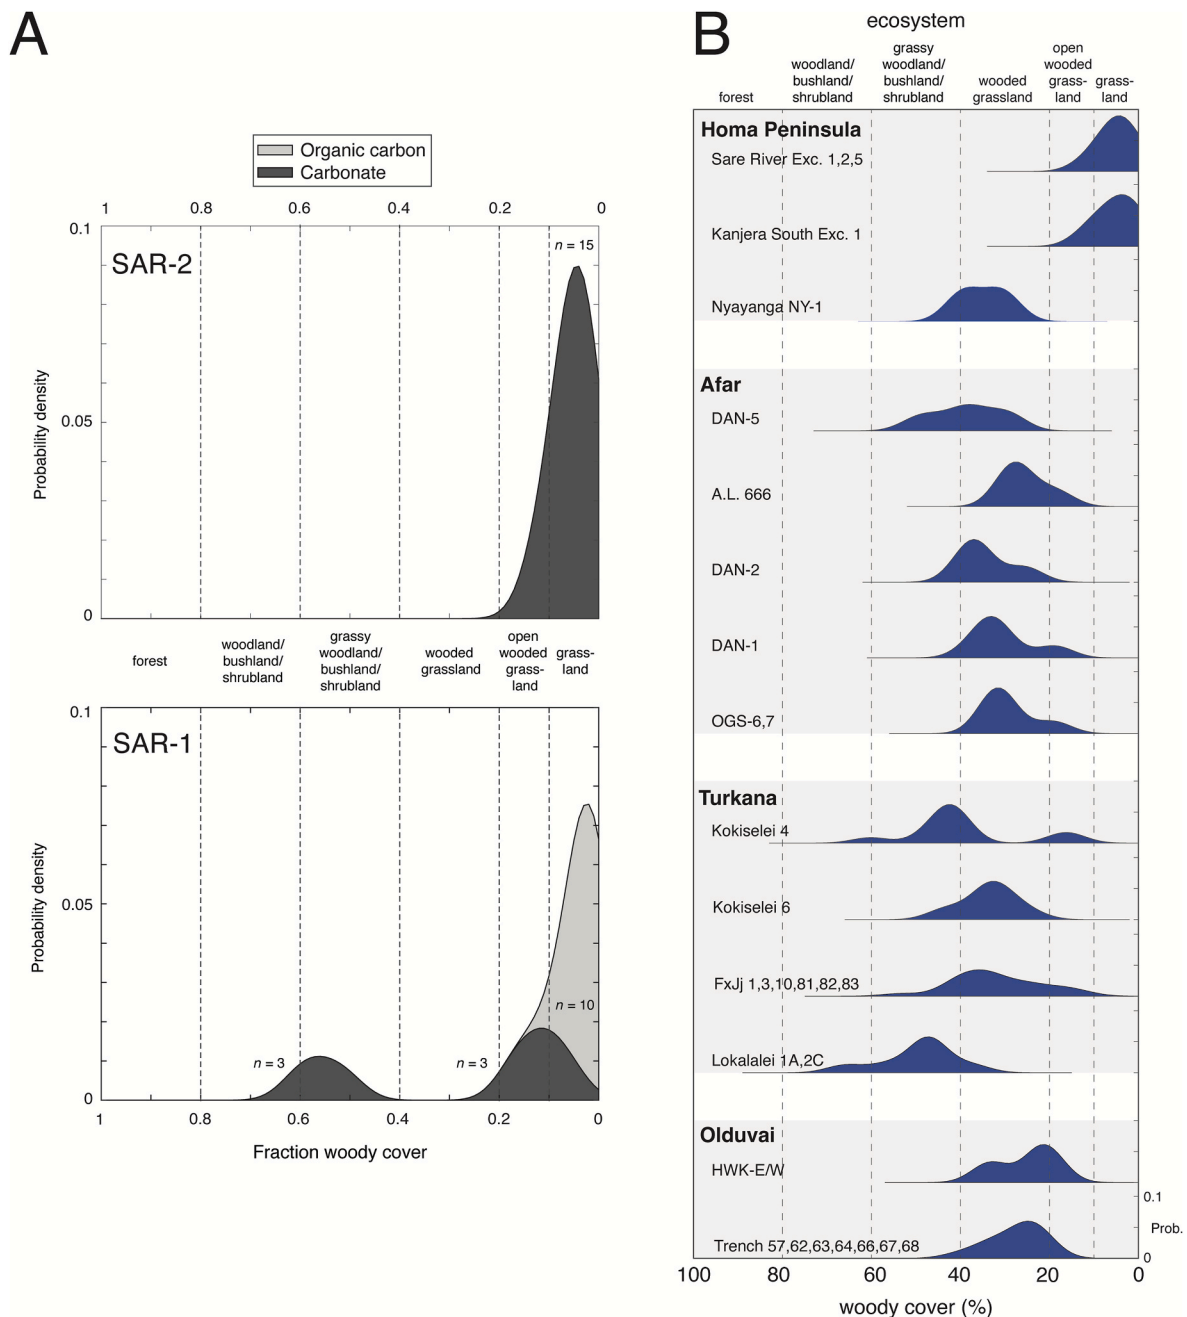 A
Organic carbon
Carbonate
1 0.8 0.6 0.4 0.2 0
0.1
n = 15
SAR-2
Probability density
0.05
0
forest
woodland/
bushland/
shrubland
grassy
woodland/
bushland/
shrubland
wooded
grassland
open
wooded
grass-
land
grass-
land
0.1
SAR-1
Probability density
0.05
n = 10
n = 3
n = 3
0
1 0.8 0.6 0.4 0.2 0
Fraction woody cover
B
ecosystem
forest
woodland/
bushland/
shrubland
grassy
woodland/
bushland/
shrubland
wooded
grassland
open
wooded
grass-
land
grass-
land
Homa Peninsula
Sare River Exc. 1,2,5
Kanjera South Exc. 1
Nyayanga NY-1
Afar
DAN-5
A.L. 666
DAN-2
DAN-1
OGS-6,7
Turkana
Kokiselei 4
Kokiselei 6
FxJj 1,3,10,81,82,83
Lokalalei 1A,2C
Olduvai
HWK-E/W
0.1
Prob.
Trench 57,62,63,64,66,67,68
0
100 80 60 40 20 0
woody cover (%)